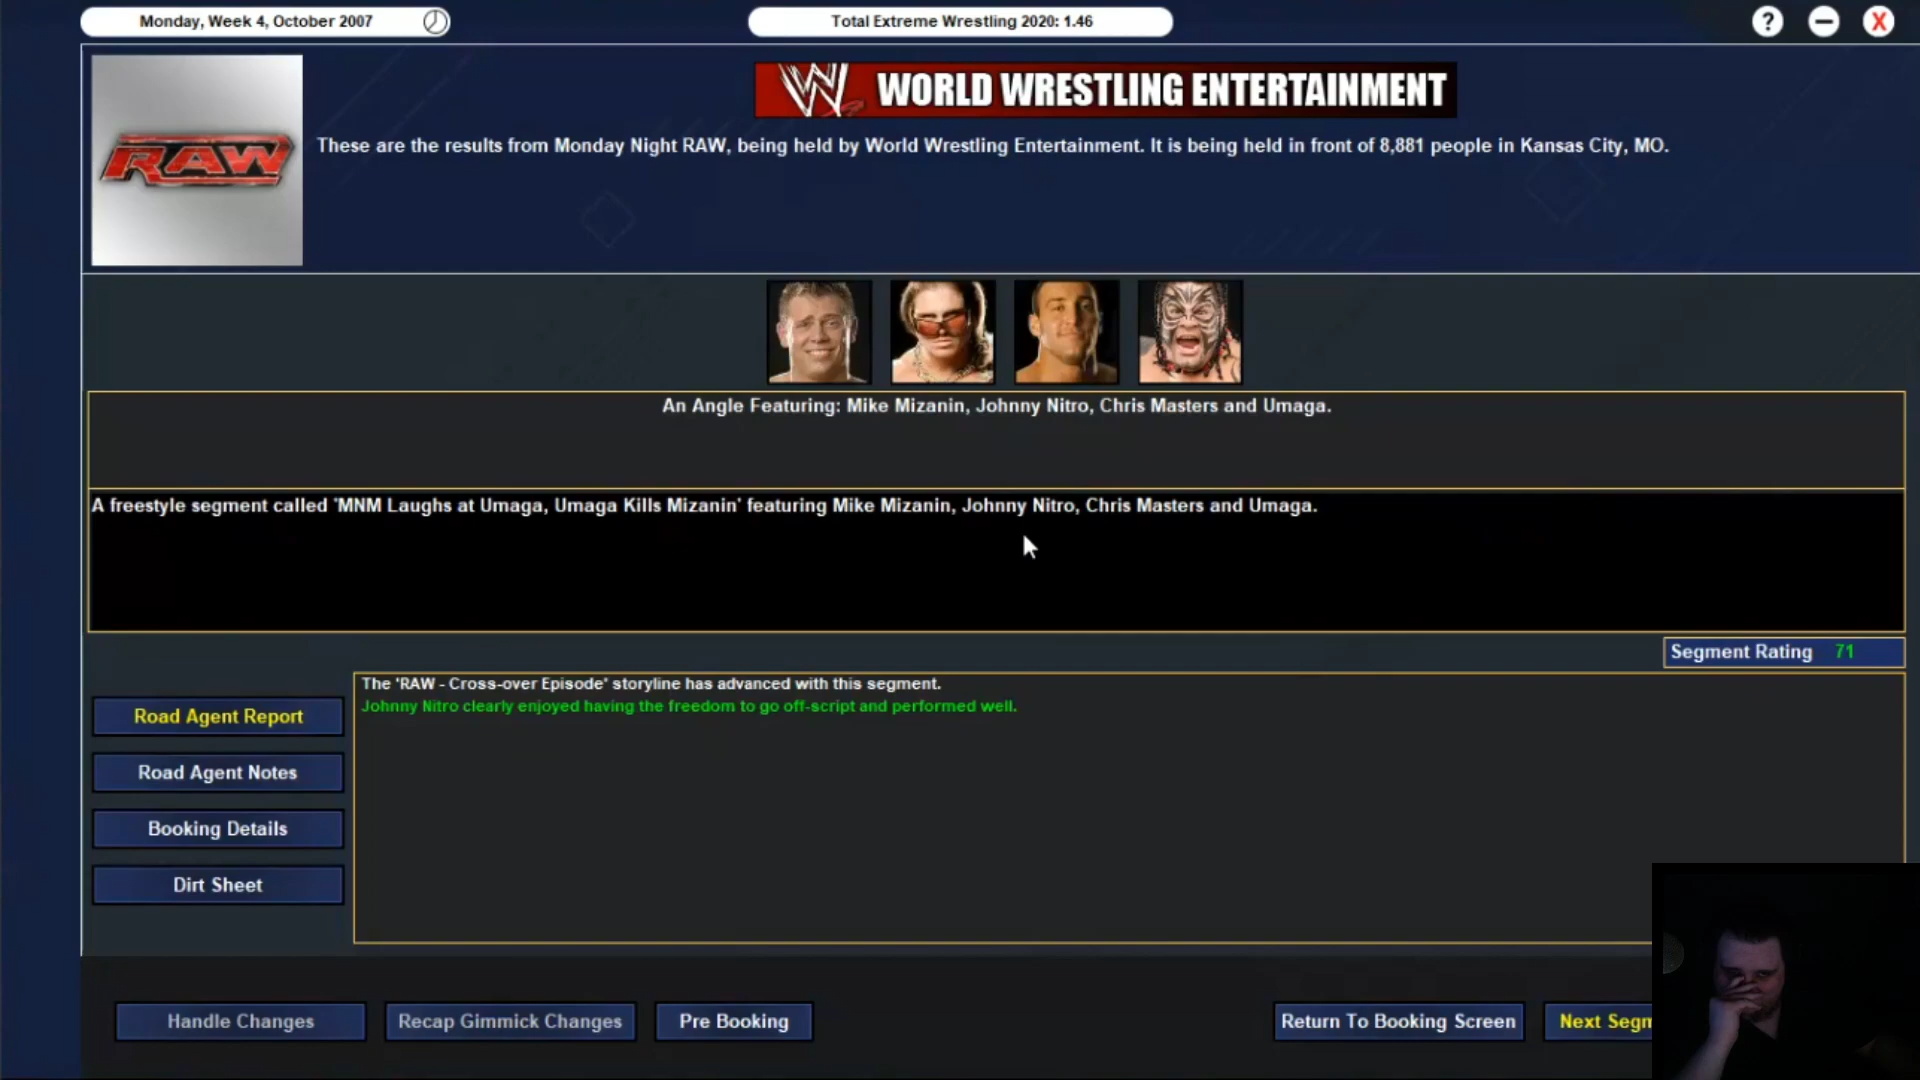 Monday, Week 4, October 2007
Total Extreme Wrestling 2020: 1.46
?
X
W WORLD WRESTLING ENTERTAINMENT
RAW
These are the results from Monday Night RAW, being held by World Wrestling Entertainment. It is being held in front of 8,881 people in Kansas City, MO.
An Angle Featuring: Mike Mizanin, Johnny Nitro, Chris Masters and Umaga.
A freestyle segment called 'MNM Laughs at Umaga, Umaga Kills Mizanin' featuring Mike Mizanin, Johnny Nitro, Chris Masters and Umaga.
Segment Rating 71
The 'RAW - Cross-over Episode' storyline has advanced with this segment.
Johnny Nitro clearly enjoyed having the freedom to go off-script and performed well.
Road Agent Report
Road Agent Notes
Booking Details
Dirt Sheet
Handle Changes
Recap Gimmick Changes
Pre Booking
Return To Booking Screen
Next Segm